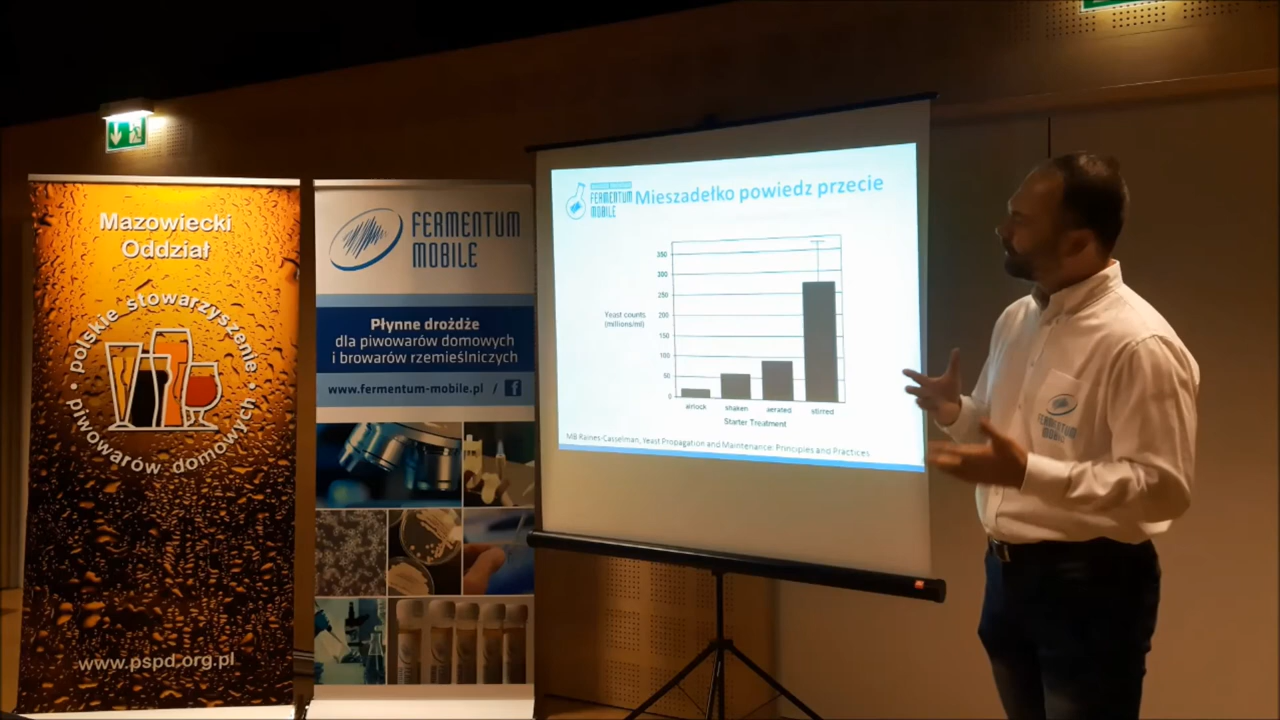 Mazowiecki
Oddział
polskie stowarzyszenie
piwowarów domowych
www.pspd.org.pl
FERMENTUM
MOBILE
Płynne drożdże
dla piwowarów domowych
i browarów rzemieślniczych
www.fermentum-mobile.pl / f
FERMENTUM
MOBILE
Mieszadełko powiedz przecie
350
300
250
200
150
100
50
0
Yeast counts
(millions/ml)
airlock shaken aerated stirred
Starter Treatment
MB Raines-Casselman, Yeast Propagation and Maintenance: Principles and Practices
FERMENTUM
MOBILE